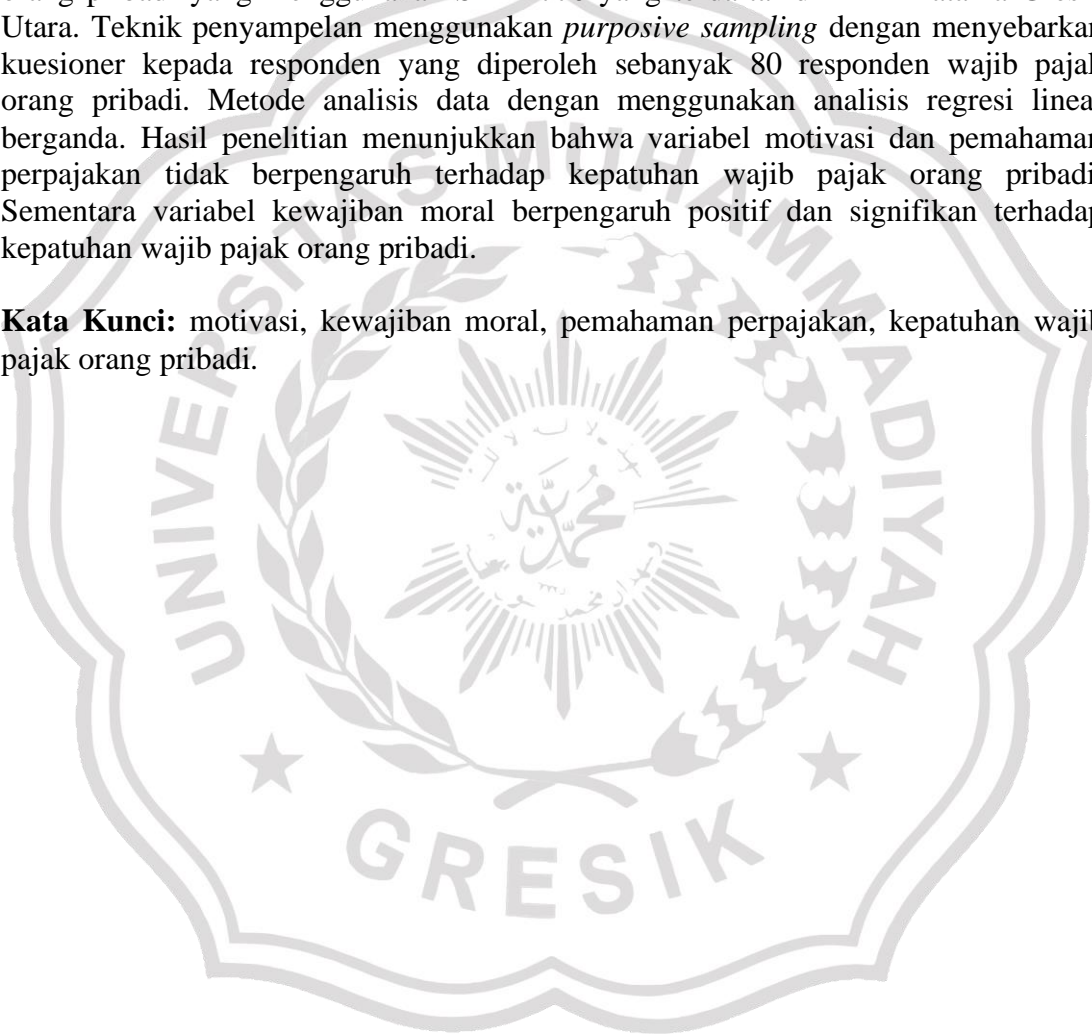 Utara. Teknik penyampelan menggunakan purposive sampling dengan menyebarkan
kuesioner kepada responden yang diperoleh sebanyak 80 responden wajib pajak
orang pribadi. Metode analisis data dengan menggunakan analisis regresi linea
berganda. Hasil penelitian menunjukkan bahwa variabel motivasi dan pemahaman
perpajakan tidak berpengaruh terhadap kepatuhan wajib pajak orang pribadi
Sementara variabel kewajiban moral berpengaruh positif dan signifikan terhadap
kepatuhan wajib pajak orang pribadi.
Kata Kunci: motivasi, kewajiban moral, pemahaman perpajakan, kepatuhan wajib
pajak orang pribadi.
UNIVERSITAS MUHAMMADIYAH
GRESIK